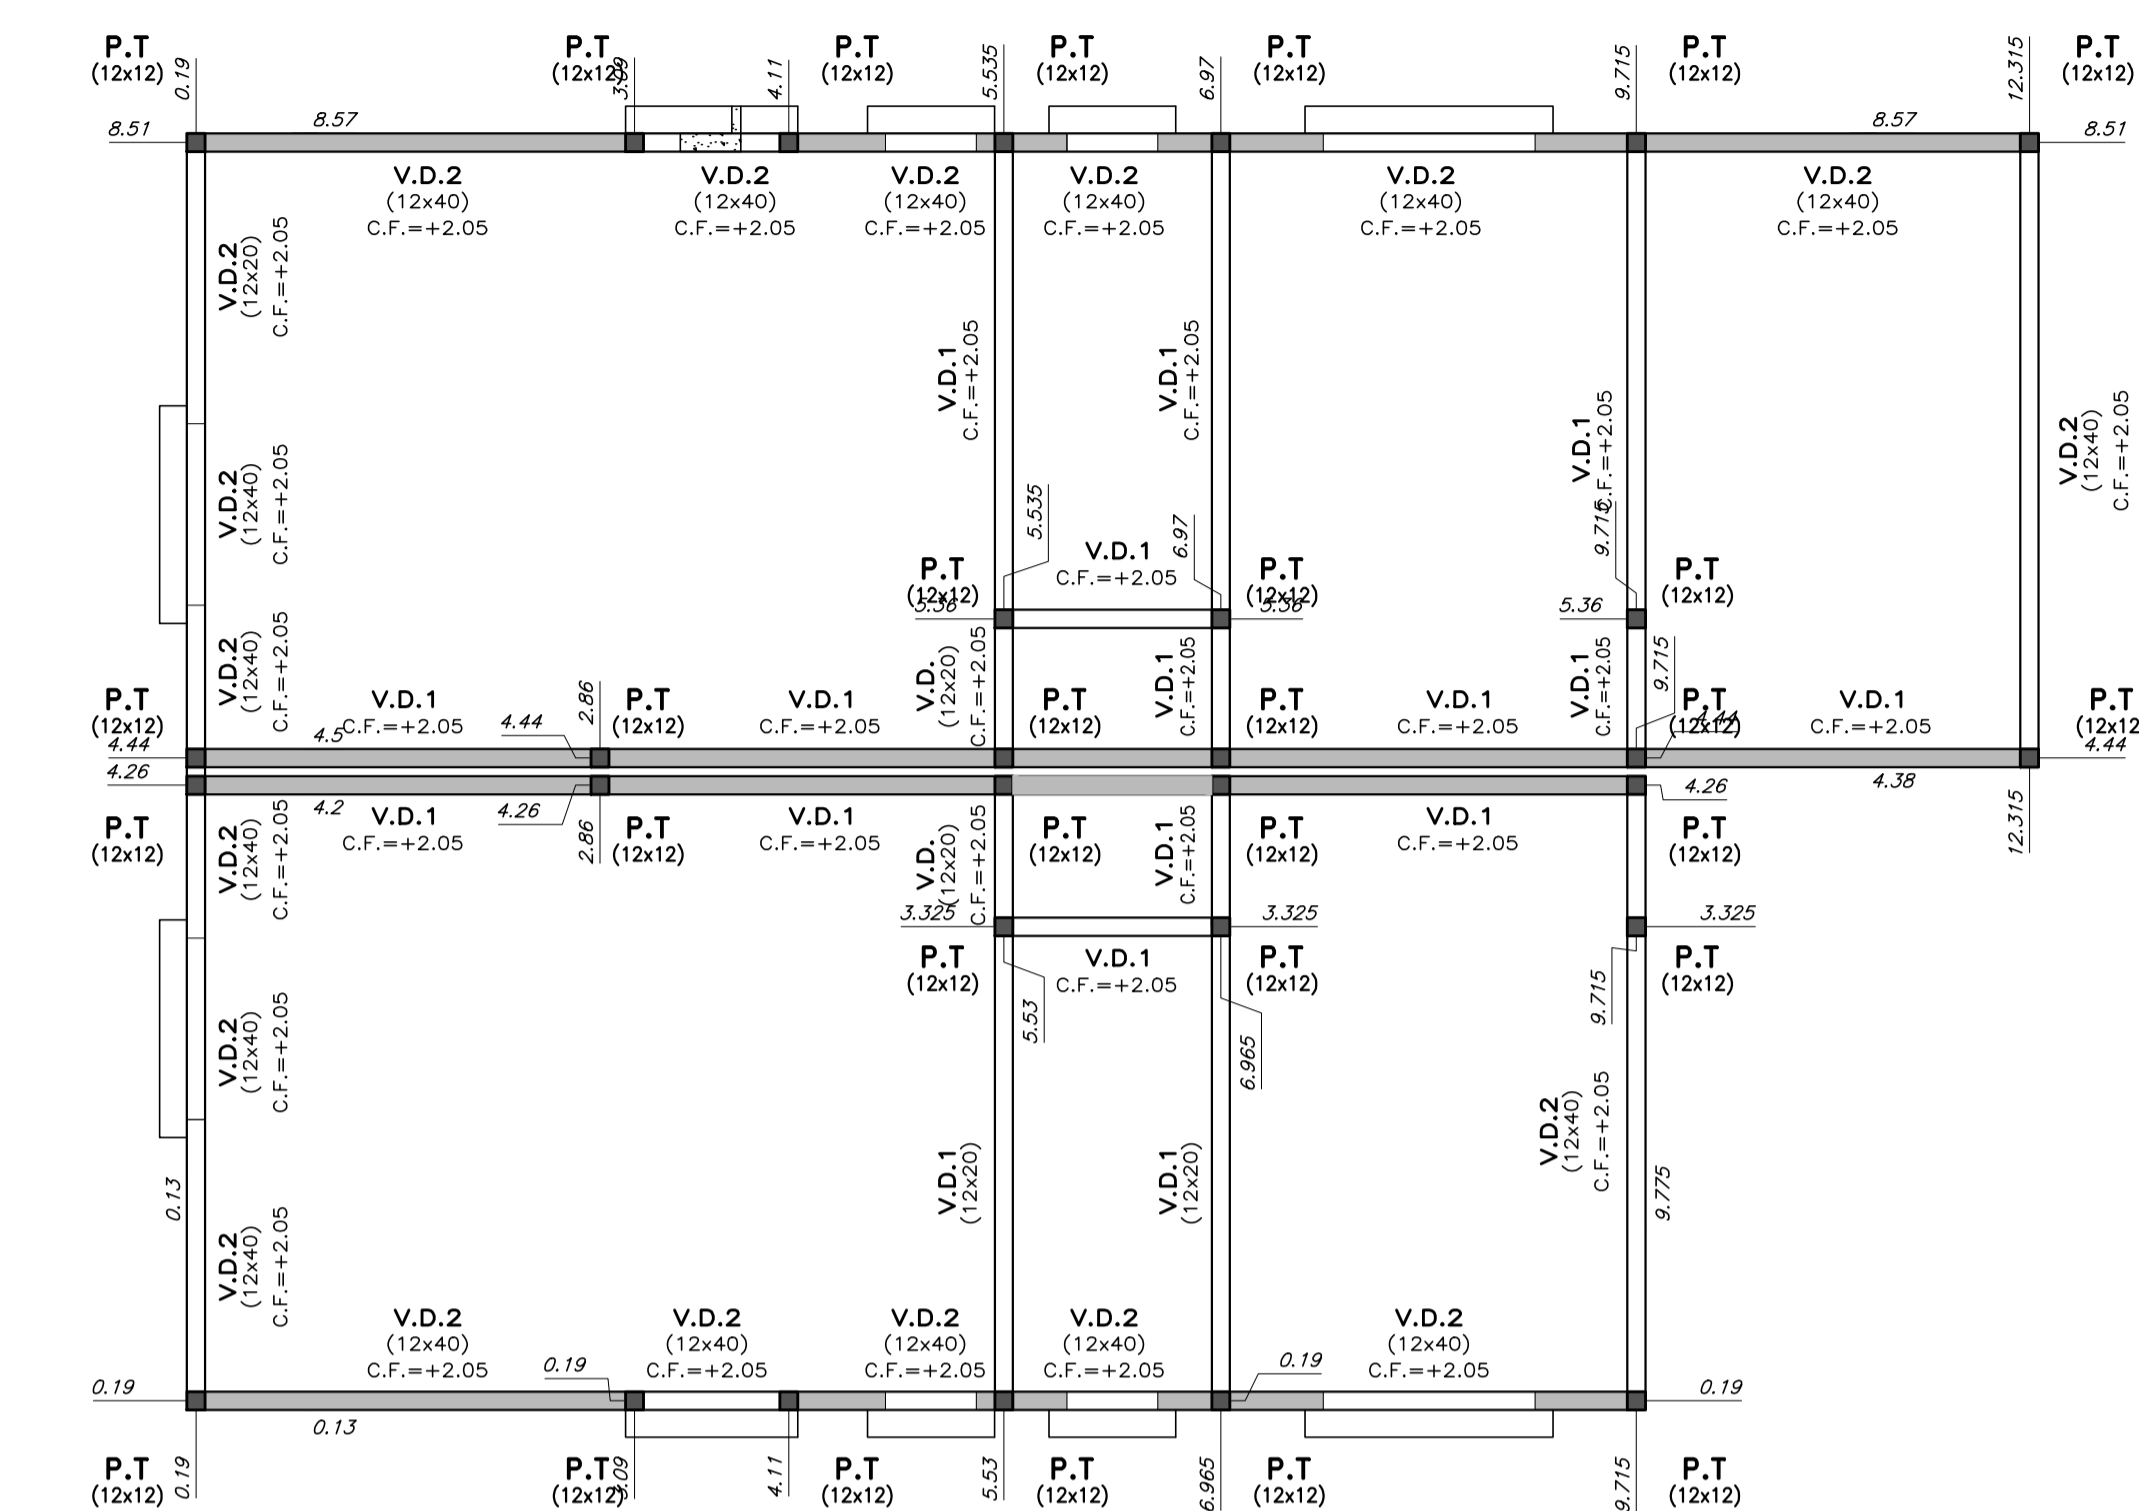 P.T
(12x12)
0.19
P.T
(12x12)
3.09
4.11
P.T
(12x12)
5.535
P.T
(12x12)
6.97
P.T
(12x12)
9.715
P.T
(12x12)
12.315
P.T
(12x12)
8.51
8.57
8.57
8.51
V.D.2
(12x40)
C.F.=+2.05
V.D.2
(12x40)
C.F.=+2.05
V.D.2
(12x40)
C.F.=+2.05
V.D.2
(12x40)
C.F.=+2.05
V.D.2
(12x40)
C.F.=+2.05
V.D.2
(12x40)
C.F.=+2.05
V.D.2
(12x20)
C.F.=+2.05
V.D.1
C.F.=+2.05
V.D.1
C.F.=+2.05
V.D.1
C.F.=+2.05
V.D.2
(12x40)
C.F.=+2.05
V.D.2
(12x40)
C.F.=+2.05
5.535
6.97
9.715
V.D.1
C.F.=+2.05
P.T
(12x12)
5.36
P.T
(12x12)
5.36
5.36
P.T
(12x12)
V.D.2
(12x40)
C.F.=+2.05
V.D.
(12x20)
C.F.=+2.05
V.D.1
C.F.=+2.05
V.D.1
C.F.=+2.05
9.715
P.T
(12x12)
4.44
4.5
V.D.1
C.F.=+2.05
4.44
2.86
P.T
(12x12)
V.D.1
C.F.=+2.05
P.T
(12x12)
P.T
(12x12)
V.D.1
C.F.=+2.05
P.T
(12x12)
4.44
V.D.1
C.F.=+2.05
P.T
(12x12
4.44
4.26
4.2
V.D.1
C.F.=+2.05
4.26
2.86
P.T
(12x12)
P.T
(12x12)
V.D.1
C.F.=+2.05
V.D.
(12x20)
C.F.=+2.05
P.T
(12x12)
V.D.1
C.F.=+2.05
P.T
(12x12)
V.D.1
C.F.=+2.05
4.26
P.T
(12x12)
4.38
12.315
V.D.2
(12x40)
C.F.=+2.05
3.325
3.325
3.325
P.T
(12x12)
V.D.1
C.F.=+2.05
P.T
(12x12)
P.T
(12x12)
5.53
6.965
9.715
V.D.2
(12x40)
C.F.=+2.05
V.D.2
(12x40)
C.F.=+2.05
0.13
V.D.1
(12x20)
V.D.1
(12x20)
9.775
V.D.2
(12x40)
C.F.=+2.05
V.D.2
(12x40)
C.F.=+2.05
V.D.2
(12x40)
C.F.=+2.05
V.D.2
(12x40)
C.F.=+2.05
V.D.2
(12x40)
C.F.=+2.05
V.D.2
(12x40)
C.F.=+2.05
0.19
0.19
0.19
0.19
0.13
P.T
(12x12)
0.19
P.T
(12x12)
3.09
4.11
P.T
(12x12)
5.53
P.T
(12x12)
6.965
P.T
(12x12)
9.715
P.T
(12x12)